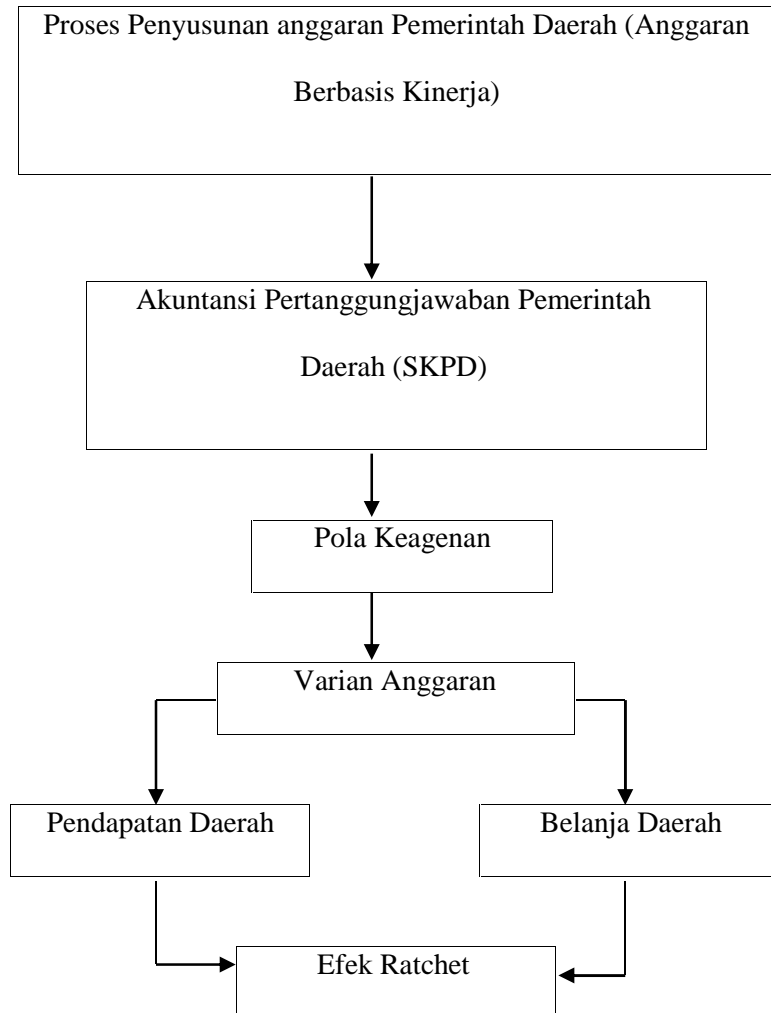 Proses Penyusunan anggaran Pemerintah Daerah (Anggaran
Berbasis Kinerja)
Akuntansi Pertanggungjawaban Pemerintah
Daerah (SKPD)
Pola Keagenan
Varian Anggaran
Pendapatan Daerah
Belanja Daerah
Efek Ratchet